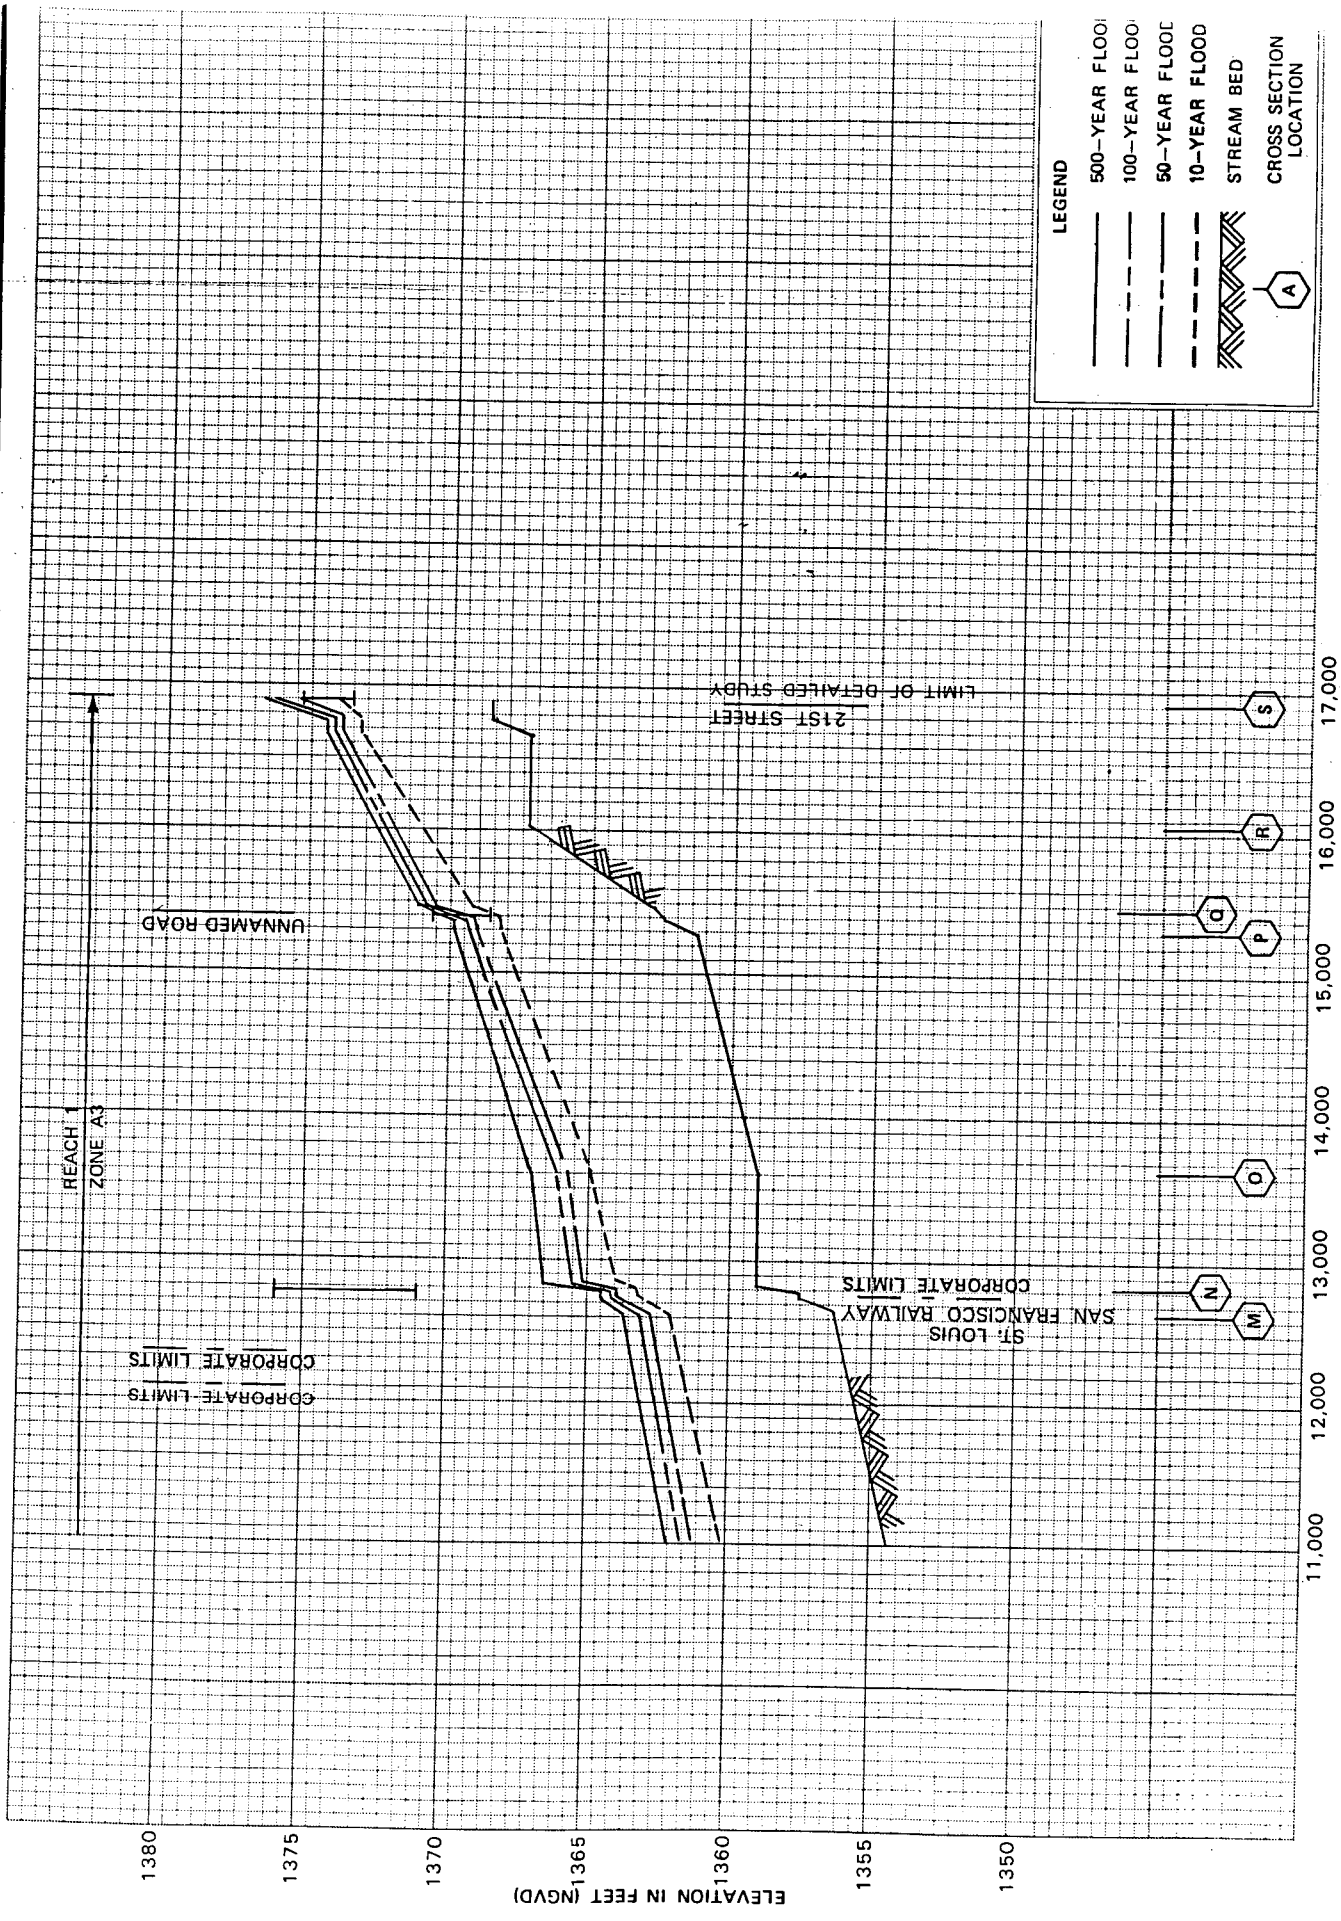 REACH 1
ZONE A3
CORPORATE LIMITS
CORPORATE LIMITS
UNNAMED ROAD
ST. LOUIS
SAN FRANCISCO RAILWAY
CORPORATE LIMITS
21ST STREET
LIMIT OF DETAILED STUDY
ELEVATION IN FEET (NGVD)
1380
1375
1370
1365
1360
1355
1350
M
N
O
P
Q
R
S
11,000
12,000
13,000
14,000
15,000
16,000
17,000
LEGEND
500-YEAR FLOO
100-YEAR FLOO
50-YEAR FLOOD
10-YEAR FLOOD
STREAM BED
A
CROSS SECTION
LOCATION